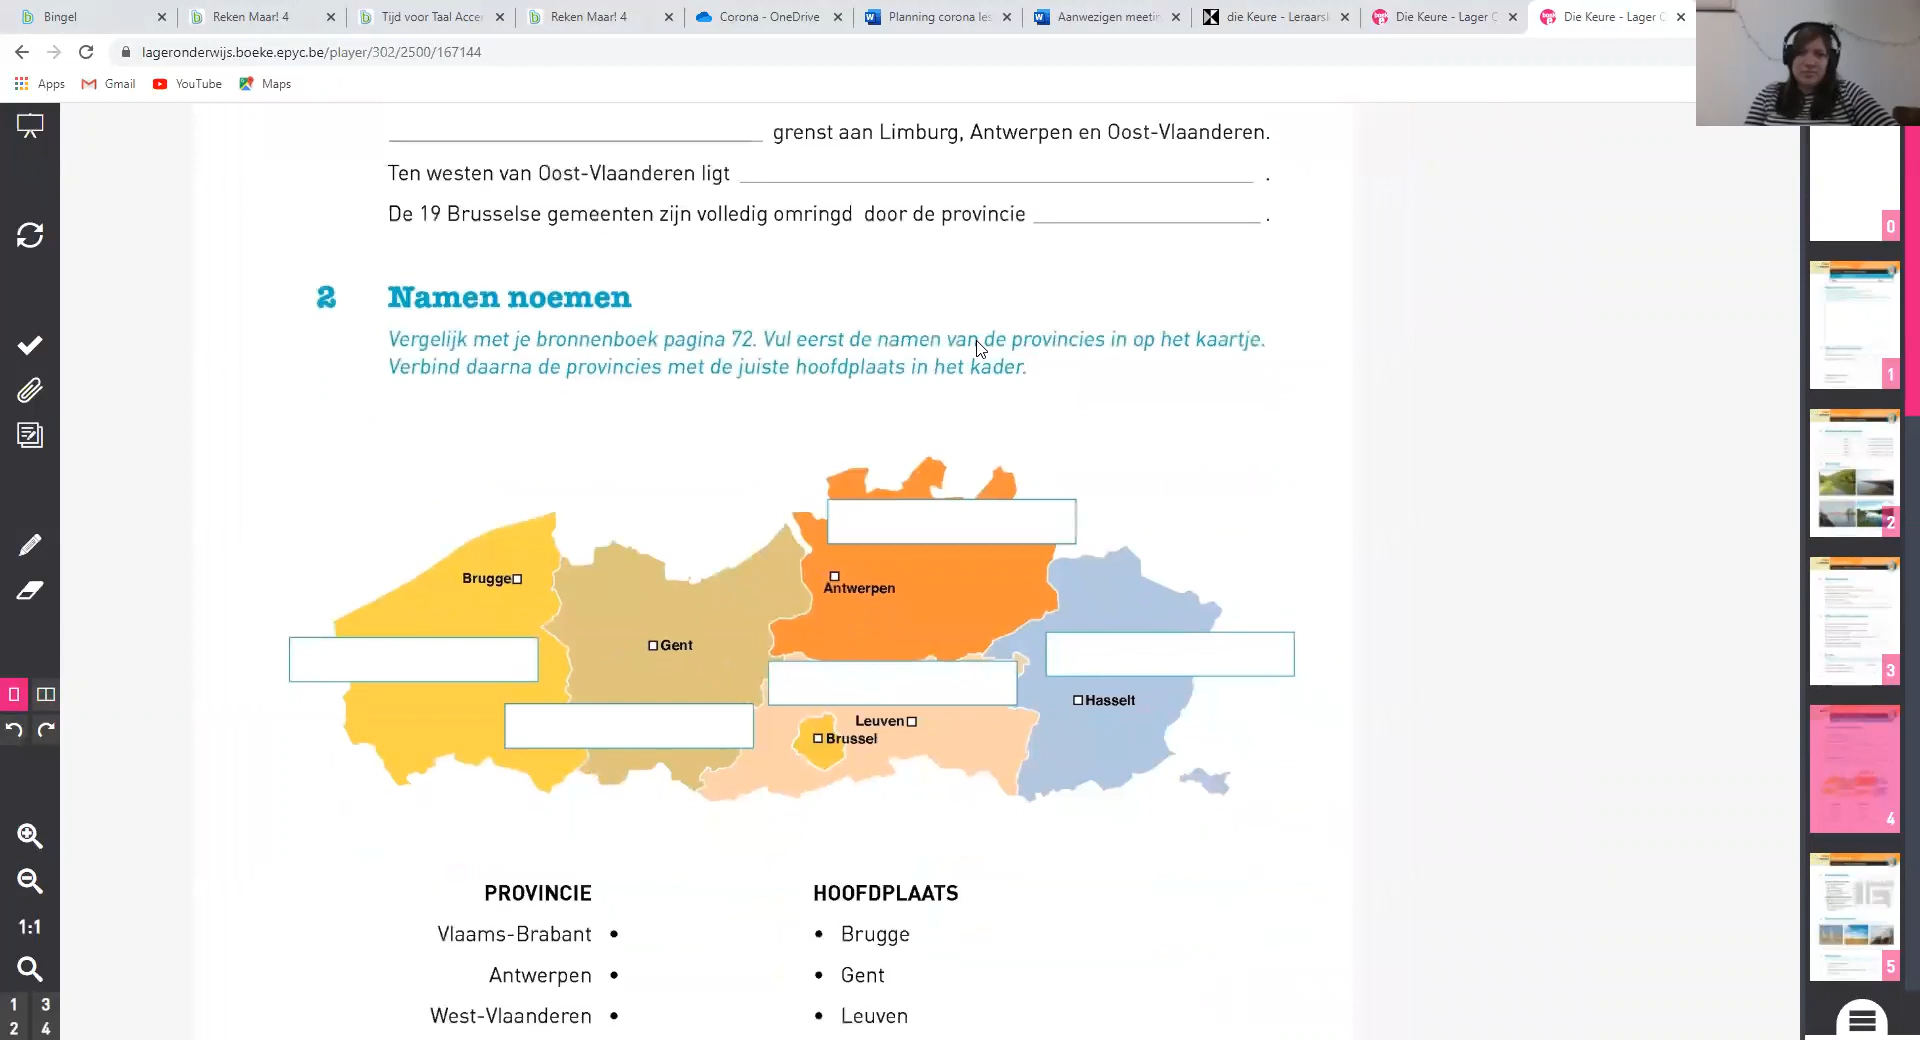 Bingel
Reken Maar! 4
Tijd voor Taal Acce
Reken Maar! 4
Corona - OneDrive
Planning corona les
Aanwezigen meetin
die Keure - Leraars
Die Keure - Lager O
Die Keure - Lager O
lageronderwijs.boeke.epyc.be/player/302/2500/167144
Apps
Gmail
YouTube
Maps
grenst aan Limburg, Antwerpen en Oost-Vlaanderen.
Ten westen van Oost-Vlaanderen ligt .
De 19 Brusselse gemeenten zijn volledig omringd door de provincie .
2 Namen noemen
Vergelijk met je bronnenboek pagina 72. Vul eerst de namen van de provincies in op het kaartje.
Verbind daarna de provincies met de juiste hoofdplaats in het kader.
Brugge
Antwerpen
Gent
Hasselt
Leuven
Brussel
PROVINCIE HOOFDPLAATS
Vlaams-Brabant • • Brugge
Antwerpen • • Gent
West-Vlaanderen • • Leuven
1:1
1 3
2 4
0
1
2
3
4
5